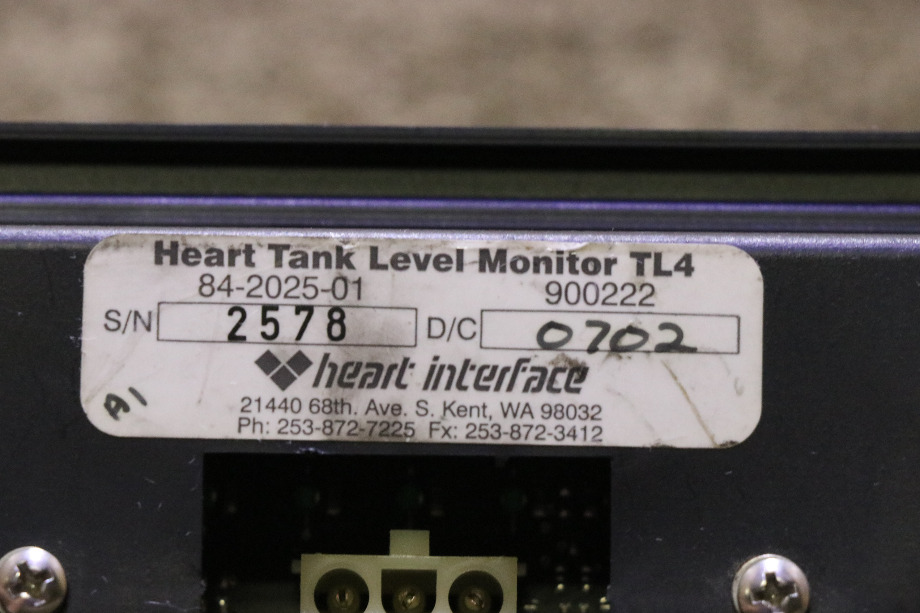 Heart Tank Level Monitor TL4
84-2025-01 900222
S/N 2578 D/C 0702
heart interface
A1
21440 68th. Ave. S. Kent, WA 98032
Ph: 253-872-7225 Fx: 253-872-3412